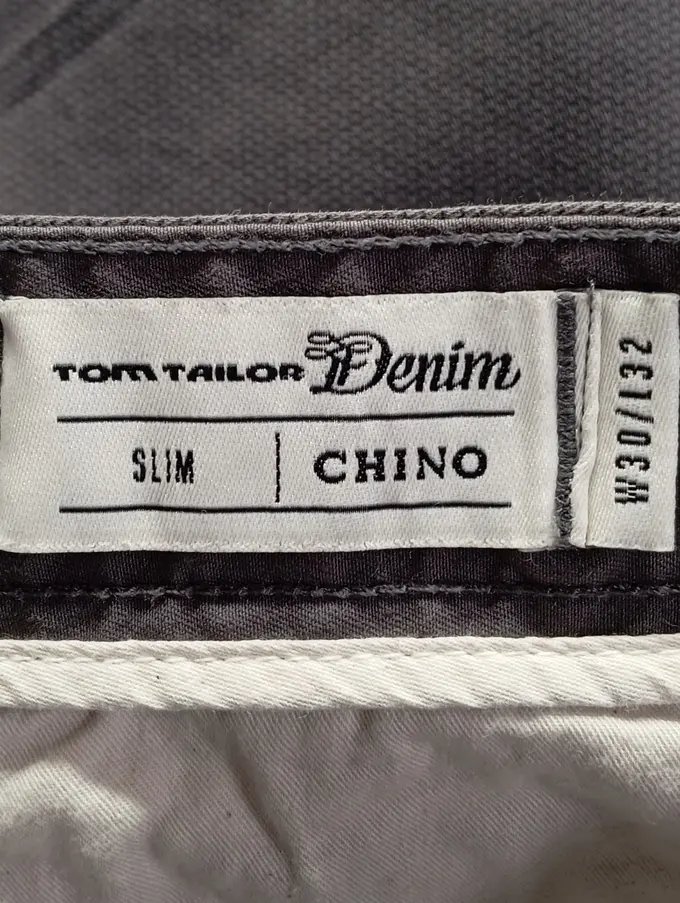 TOM TAILOR Denim
SLIM | CHINO
W30/L32